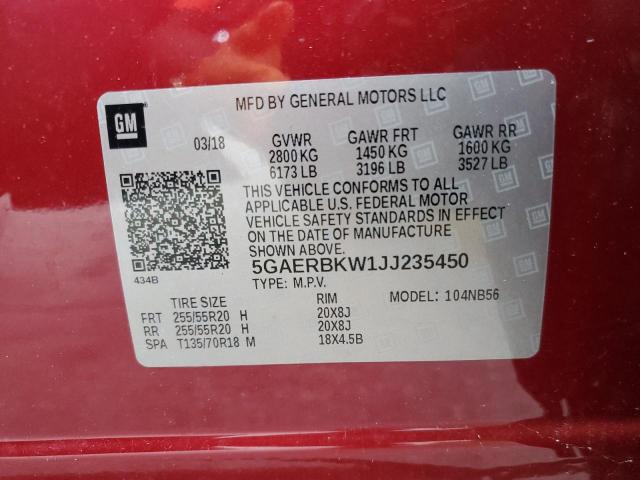 MFD BY GENERAL MOTORS LLC
GM
03/18 GVWR GAWR FRT GAWR RR
2800 KG 1450 KG 1600 KG
6173 LB 3196 LB 3527 LB
THIS VEHICLE CONFORMS TO ALL
APPLICABLE U.S. FEDERAL MOTOR
VEHICLE SAFETY STANDARDS IN EFFECT
ON THE DATE OF MANUFACTURE
SHOWN ABOVE.
434B
5GAERBKW1JJ235450
TYPE: M.P.V. MODEL: 104NB56
TIRE SIZE RIM
FRT 255/55R20 H 20X8J
RR 255/55R20 H 20X8J
SPA T135/70R18 M 18X4.5B